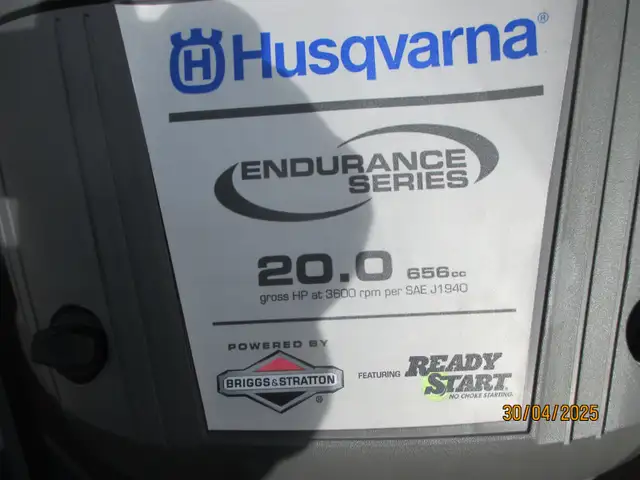 H Husqvarna®
ENDURANCE
SERIES
20.0 656cc
gross HP at 3600 rpm per SAE J1940
POWERED BY
BRIGGS&STRATTON
®
FEATURING READY
START.
NO CHOKE STARTING.
30/04/2025